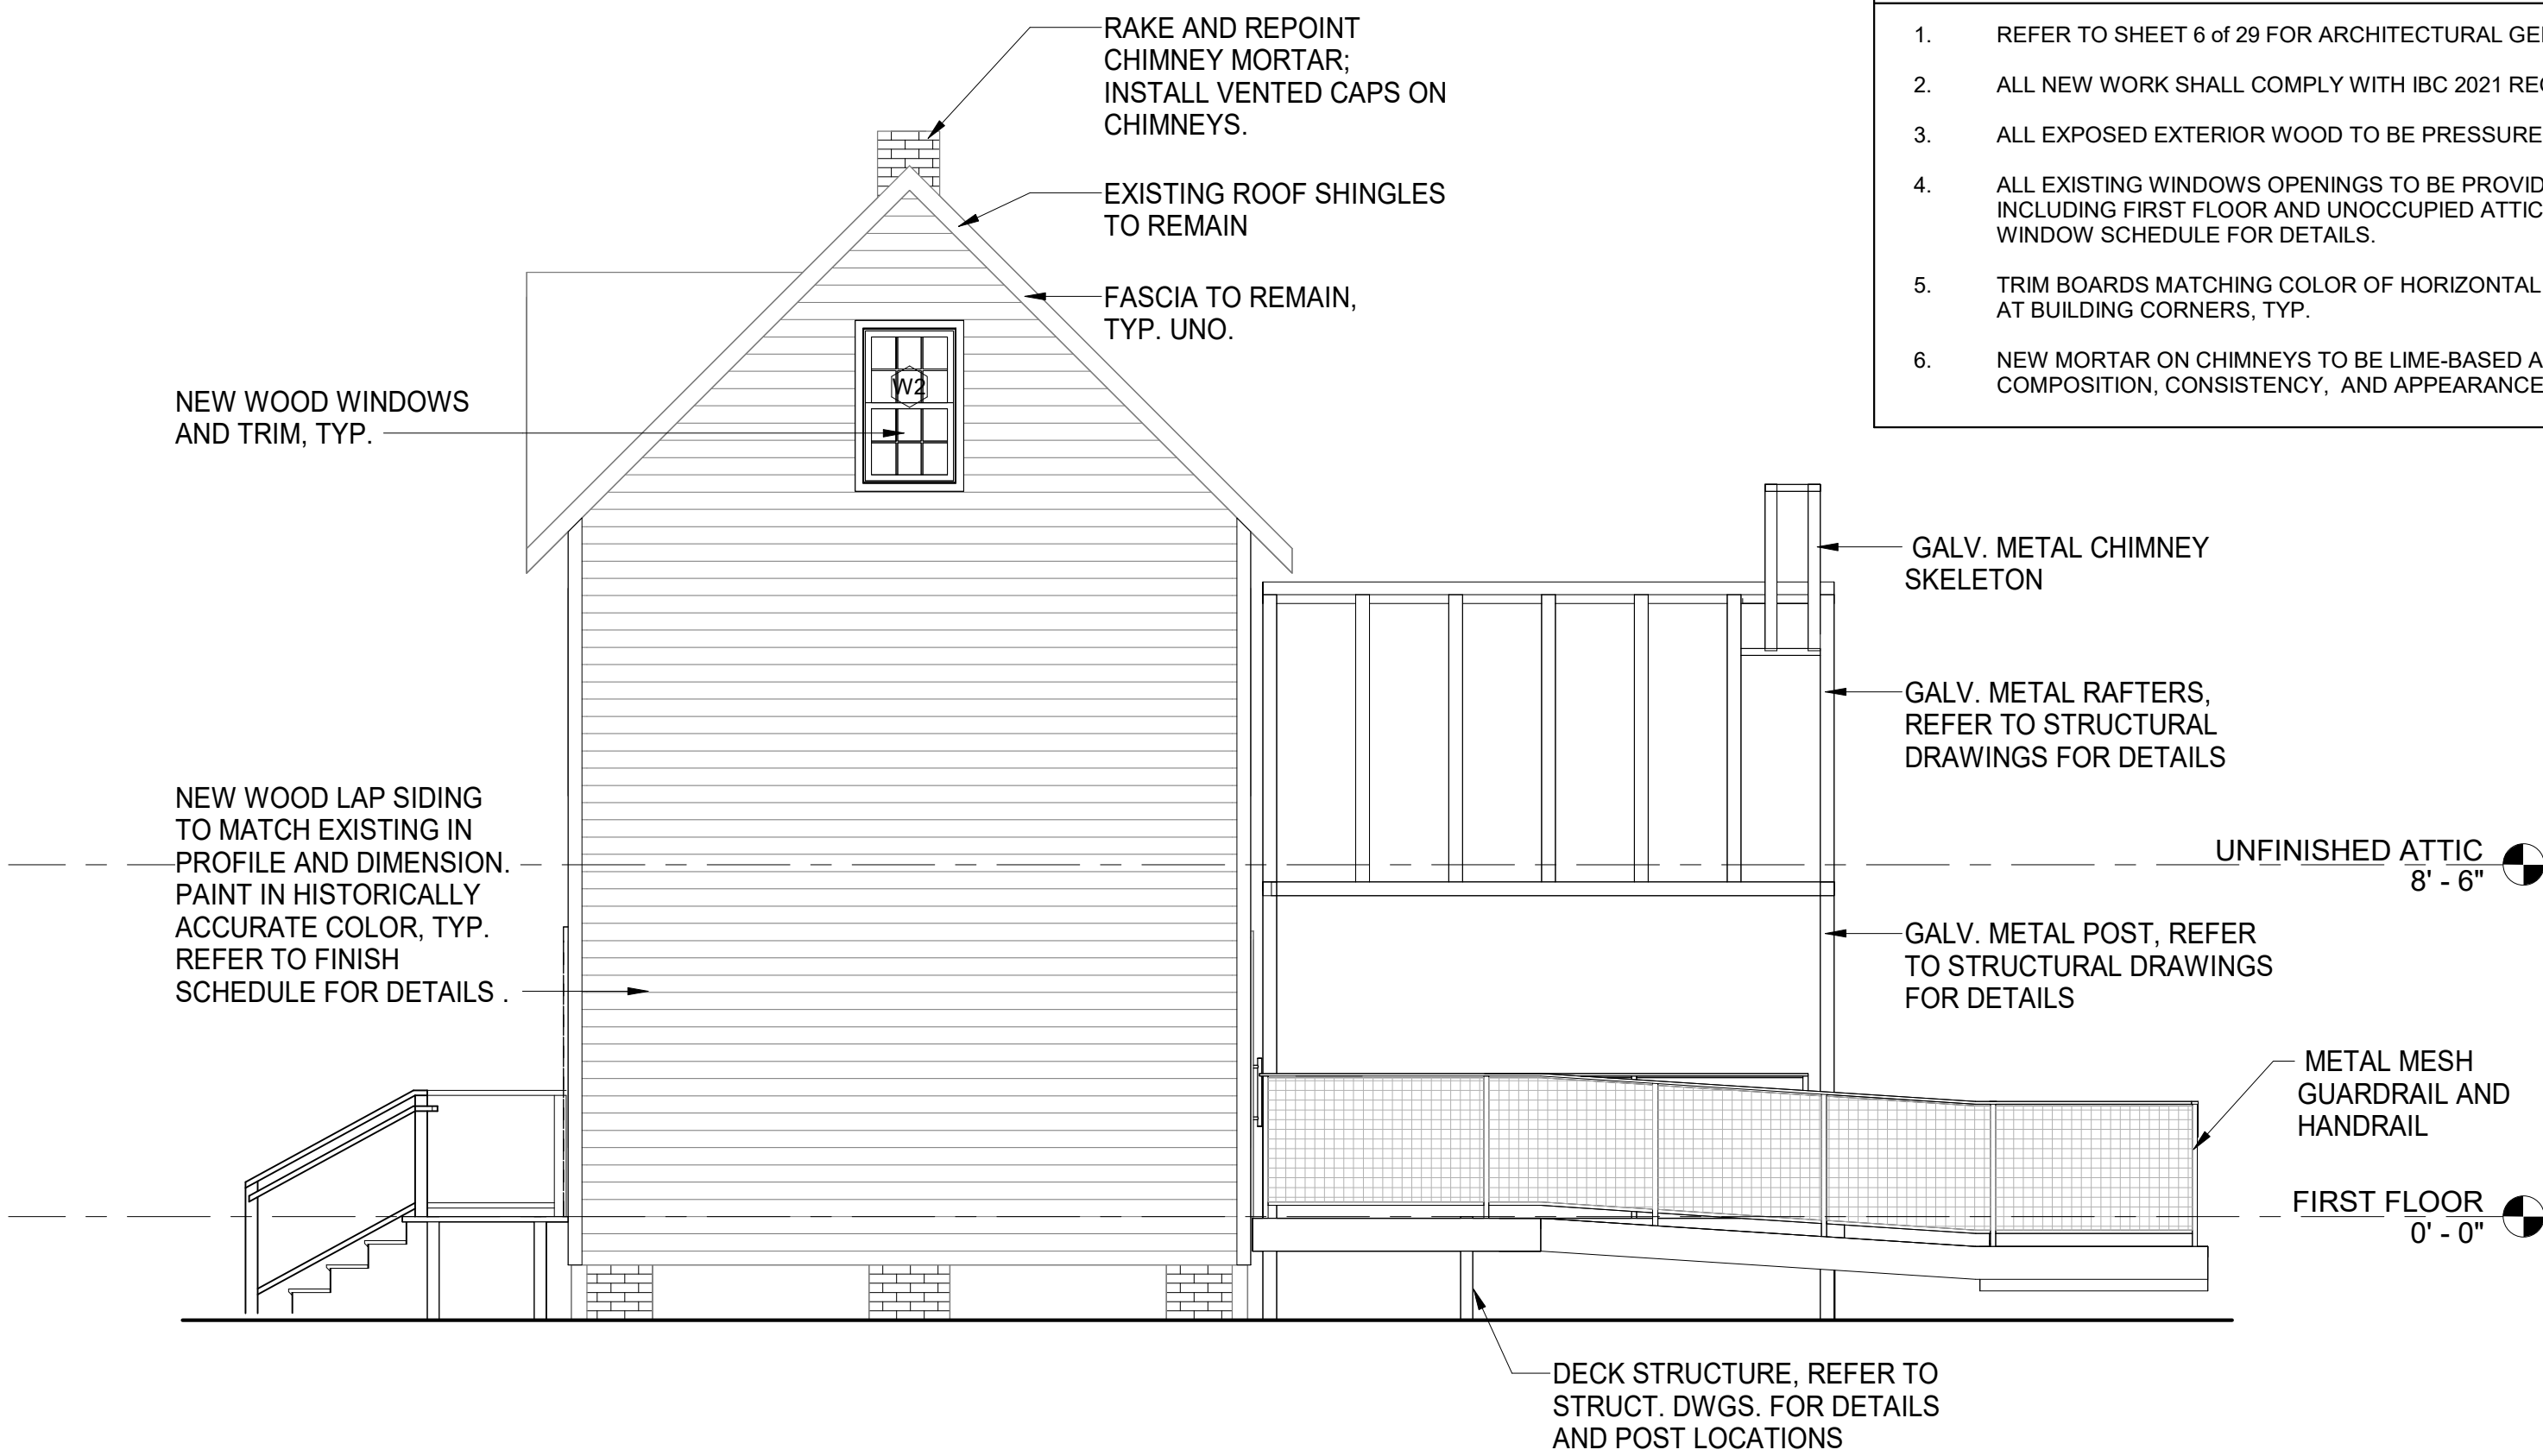 RAKE AND REPOINT
CHIMNEY MORTAR;
INSTALL VENTED CAPS ON
CHIMNEYS.
EXISTING ROOF SHINGLES
TO REMAIN
FASCIA TO REMAIN,
TYP. UNO.
NEW WOOD WINDOWS
AND TRIM, TYP.
W2
NEW WOOD LAP SIDING
TO MATCH EXISTING IN
PROFILE AND DIMENSION.
PAINT IN HISTORICALLY
ACCURATE COLOR, TYP.
REFER TO FINISH
SCHEDULE FOR DETAILS .
1. REFER TO SHEET 6 of 29 FOR ARCHITECTURAL
2. ALL NEW WORK SHALL COMPLY WITH IBC 2021
3. ALL EXPOSED EXTERIOR WOOD TO BE PRESSURE
4. ALL EXISTING WINDOWS OPENINGS TO BE
INCLUDING FIRST FLOOR AND UNOCCUPIED ATTIC
WINDOW SCHEDULE FOR DETAILS.
5. TRIM BOARDS MATCHING COLOR OF HORIZONTAL
AT BUILDING CORNERS, TYP.
6. NEW MORTAR ON CHIMNEYS TO BE LIME-BASED
COMPOSITION, CONSISTENCY, AND APPEARANCE
GALV. METAL CHIMNEY
SKELETON
GALV. METAL RAFTERS,
REFER TO STRUCTURAL
DRAWINGS FOR DETAILS
UNFINISHED ATTIC
8' - 6"
GALV. METAL POST, REFER
TO STRUCTURAL DRAWINGS
FOR DETAILS
METAL MESH
GUARDRAIL AND
HANDRAIL
FIRST FLOOR
0' - 0"
DECK STRUCTURE, REFER TO
STRUCT. DWGS. FOR DETAILS
AND POST LOCATIONS